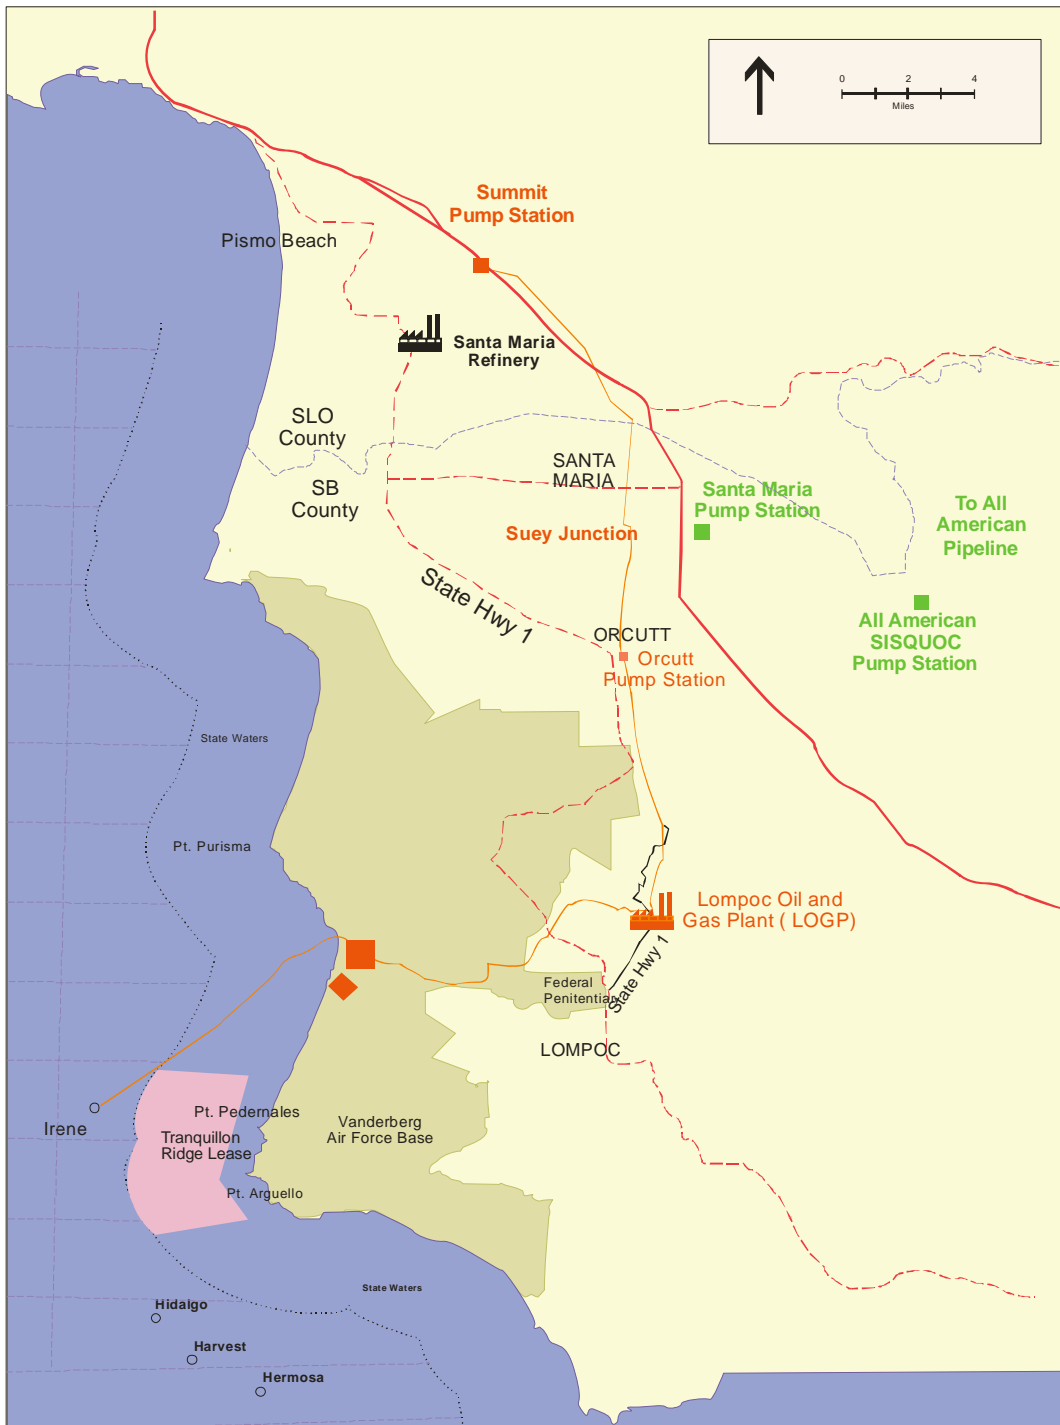 0 2 4
Miles
Summit
Pump Station
Pismo Beach
Santa Maria
Refinery
SLO
County
SANTA
MARIA
SB
County
Santa Maria
Pump Station
To All
American
Pipeline
Suey Junction
State Hwy 1
All American
SISQUOC
Pump Station
ORCUTT
Orcutt
Pump Station
State Waters
Pt. Purisma
Lompoc Oil and
Gas Plant ( LOGP)
State Hwy 1
Federal
Penitentian
LOMPOC
Irene
Pt. Pedernales
Tranquillon
Ridge Lease
Vanderberg
Air Force Base
Pt. Arguello
State Waters
Hidalgo
Harvest
Hermosa